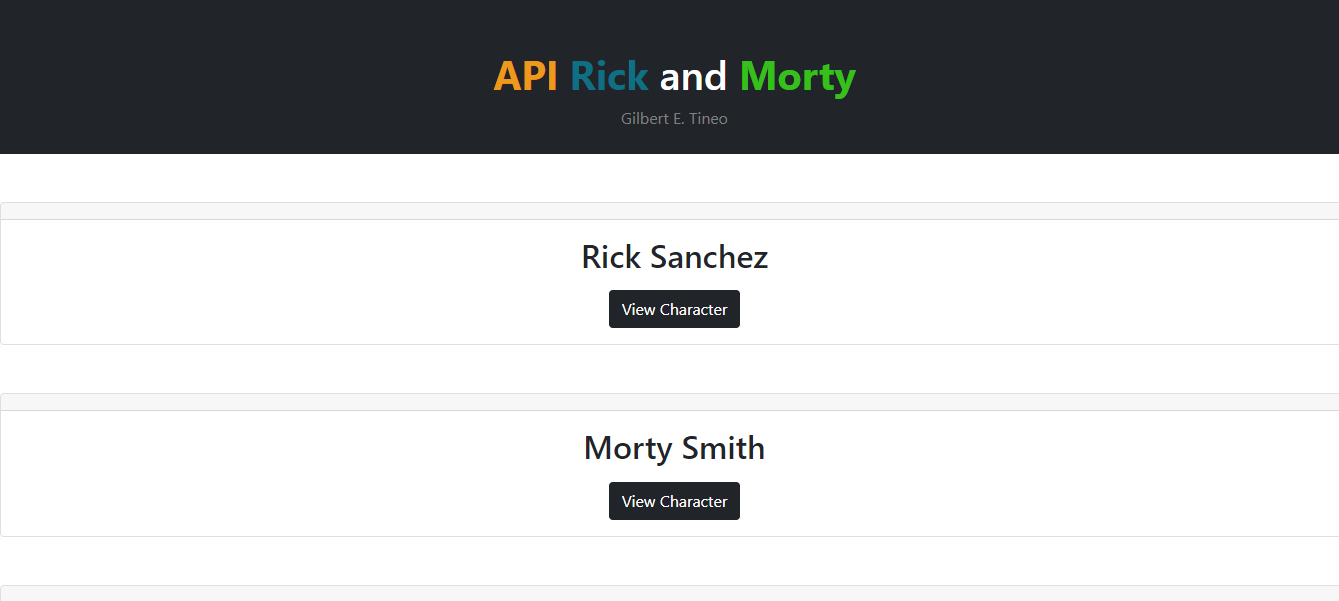 API Rick and Morty
Gilbert E. Tineo
Rick Sanchez
View Character
Morty Smith
View Character